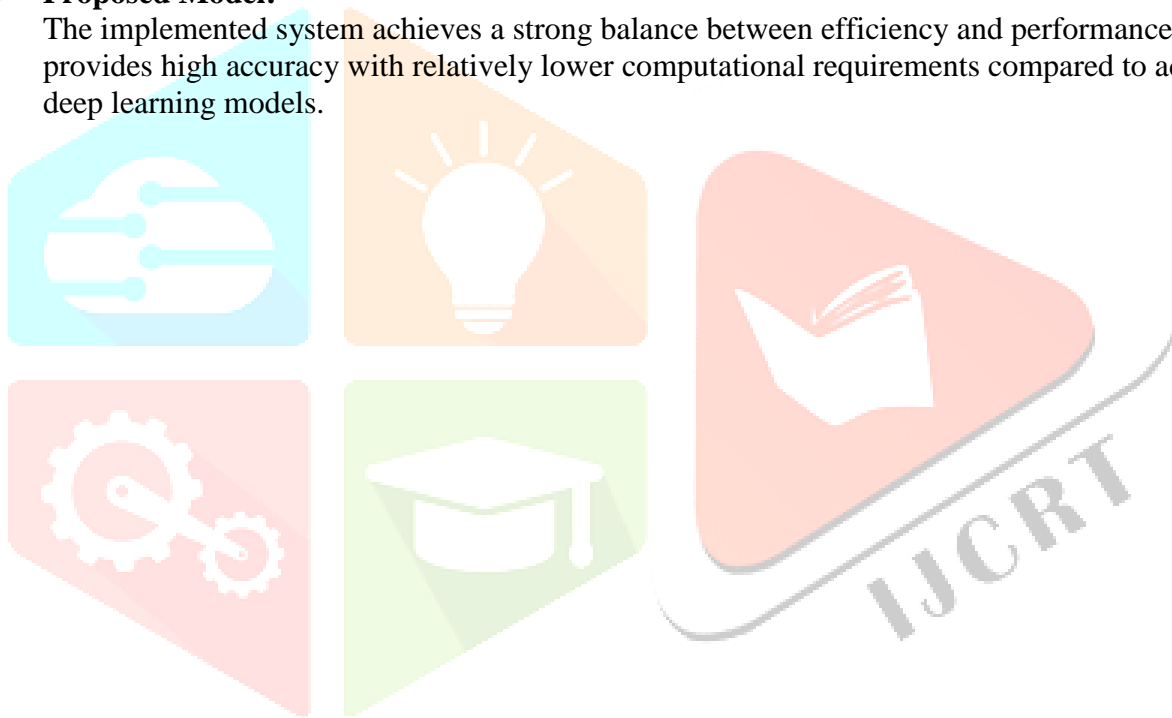 Proposed Model:
The implemented system achieves a strong balance between efficiency and performance
provides high accuracy with relatively lower computational requirements compared to
deep learning models.
IJCRT